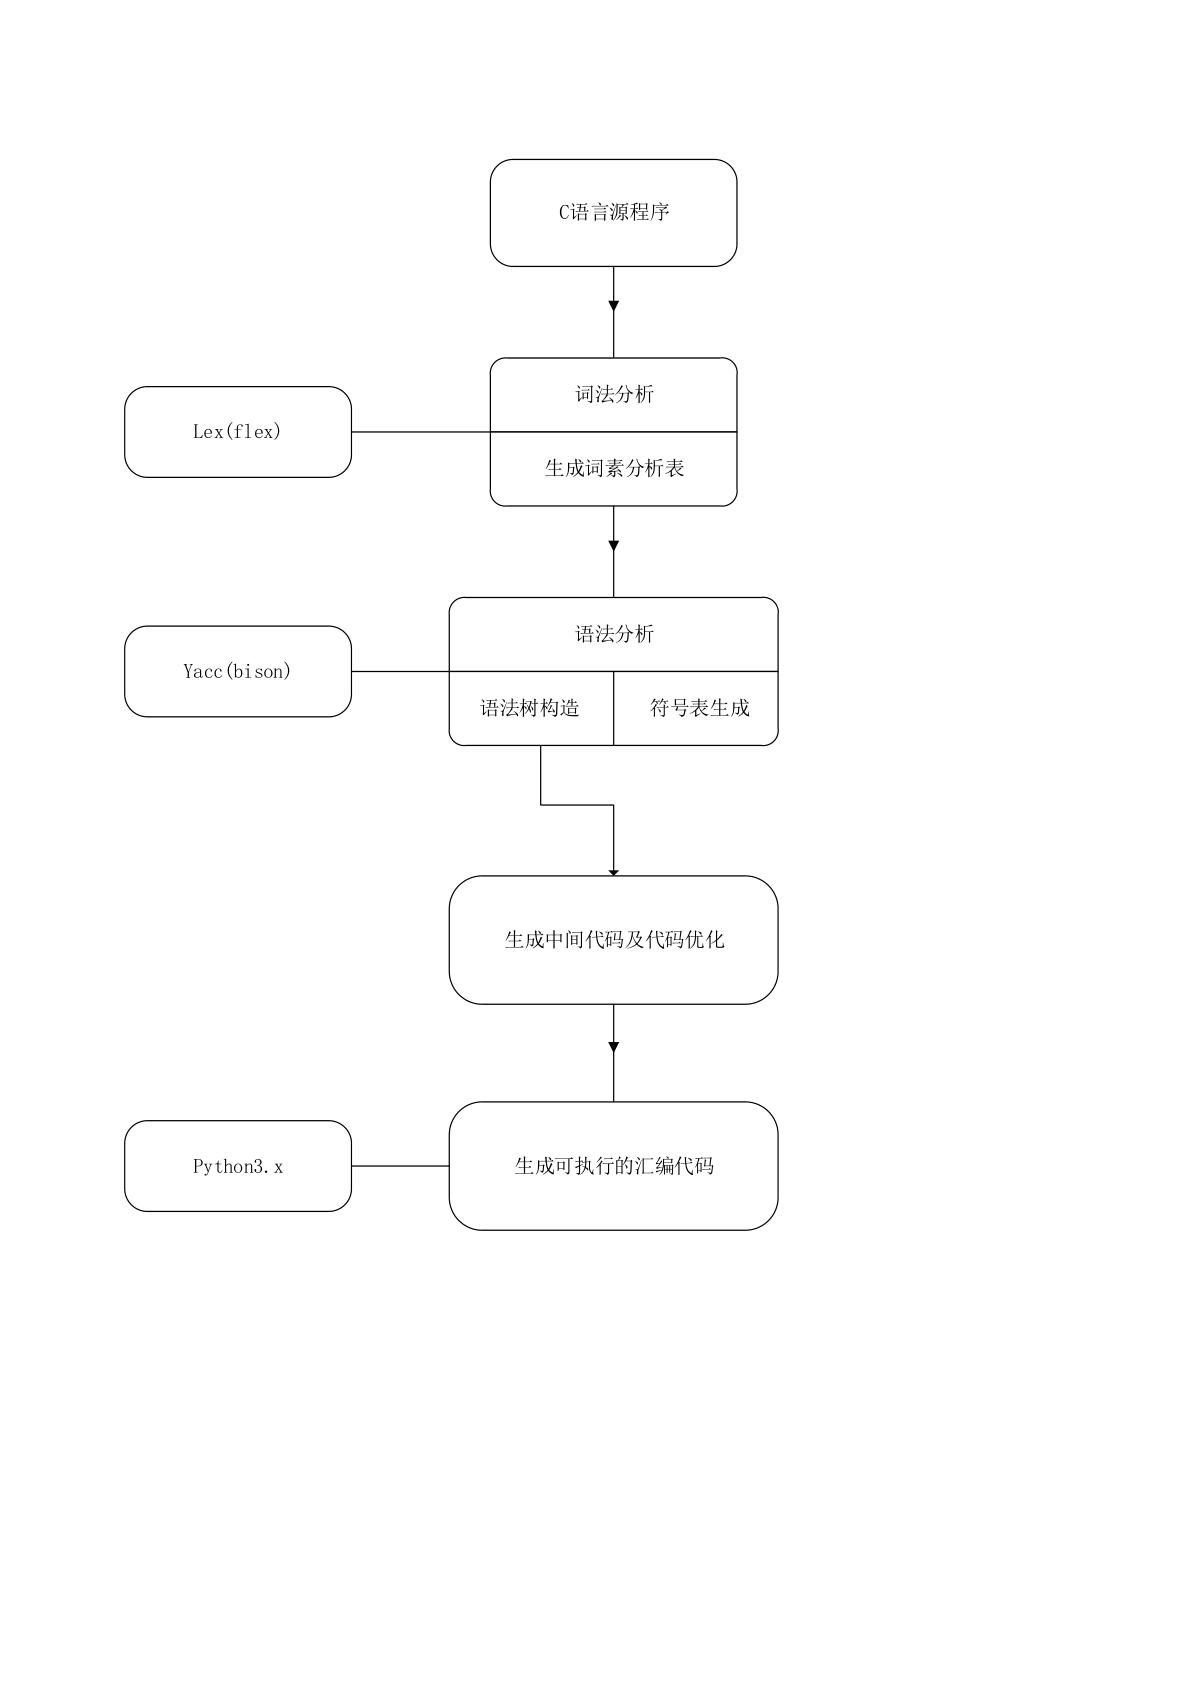 C语言源程序
词法分析
Lex(flex)
生成词素分析表
语法分析
Yacc(bison)
语法树构造
符号表生成
生成中间代码及代码优化
Python3.x
生成可执行的汇编代码